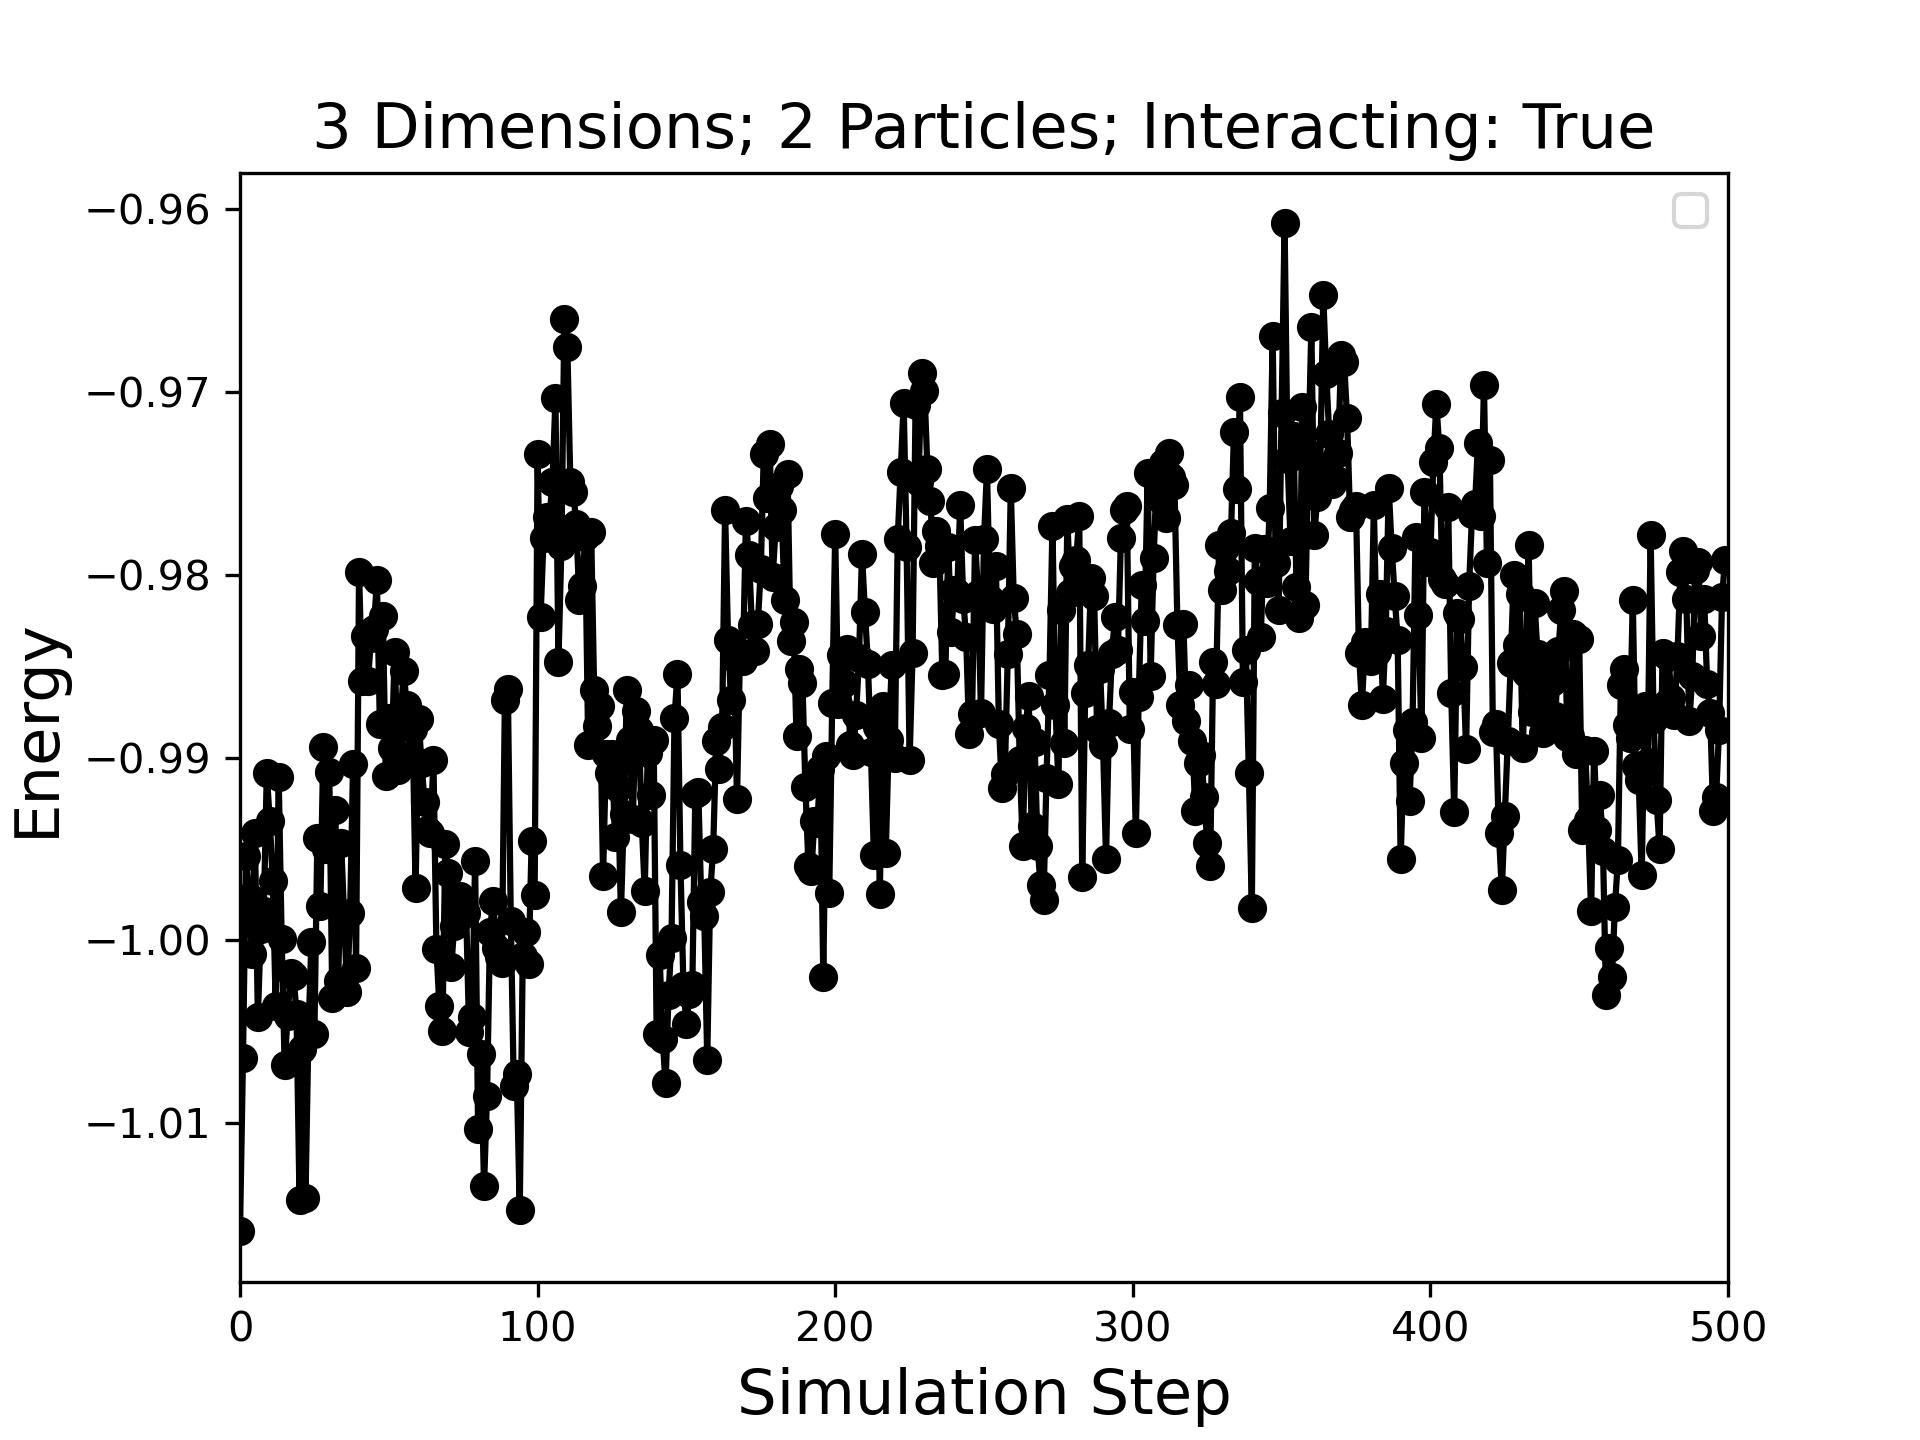 3 Dimensions; 2 Particles; Interacting: True
Energy
−0.96
−0.97
−0.98
−0.99
−1.00
−1.01
0 100 200 300 400 500
Simulation Step